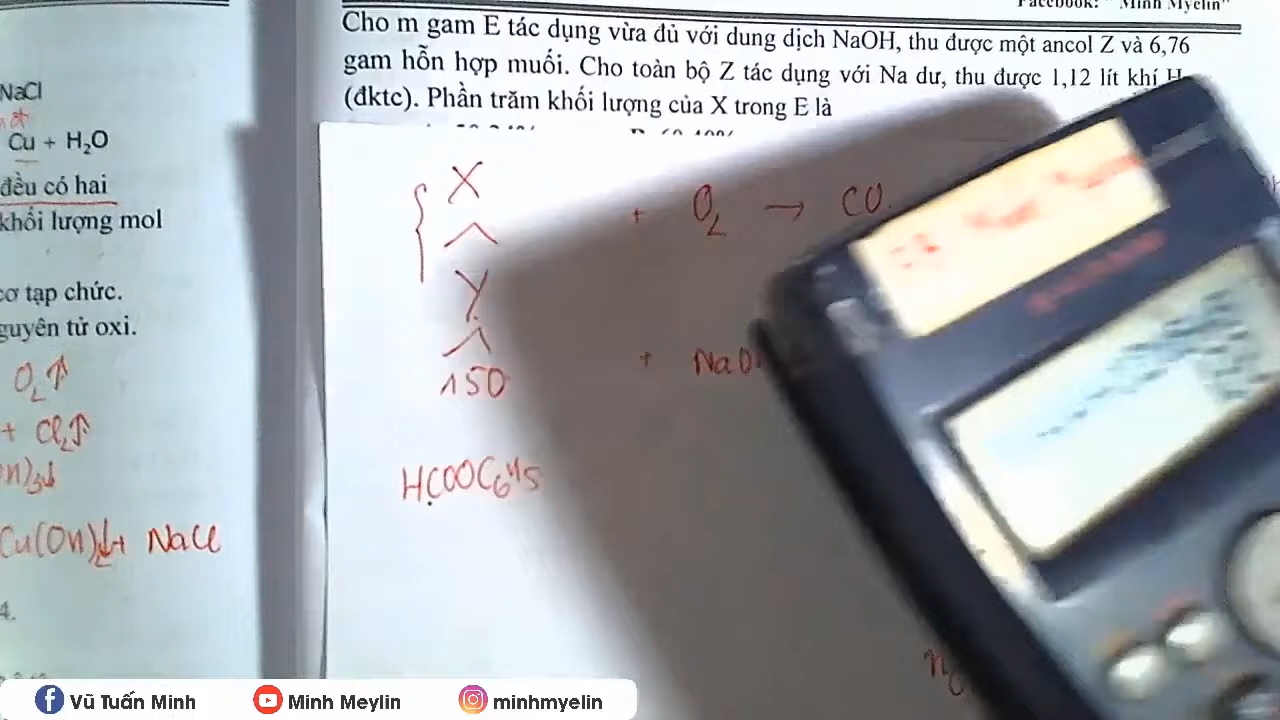 Facebook: "Minh Myelin"
Cho m gam E tác dụng vừa đủ với dung dịch NaOH, thu được một ancol Z và 6,76
gam hỗn hợp muối. Cho toàn bộ Z tác dụng với Na dư, thu được 1,12 lít khí H
(đktc). Phần trăm khối lượng của X trong E là
NaCl
Cu + H₂O
đều có hai
khối lượng mol
cơ tạp chức.
nguyên tử oxi.
O₂↑
+ Cl₂↑
Cu(OH)₂↓ + NaCl
4.
X
+ O₂ → CO
Y
150
+ NaO
HCOOC₆H₅
Vũ Tuấn Minh
Minh Meylin
minhmyelin